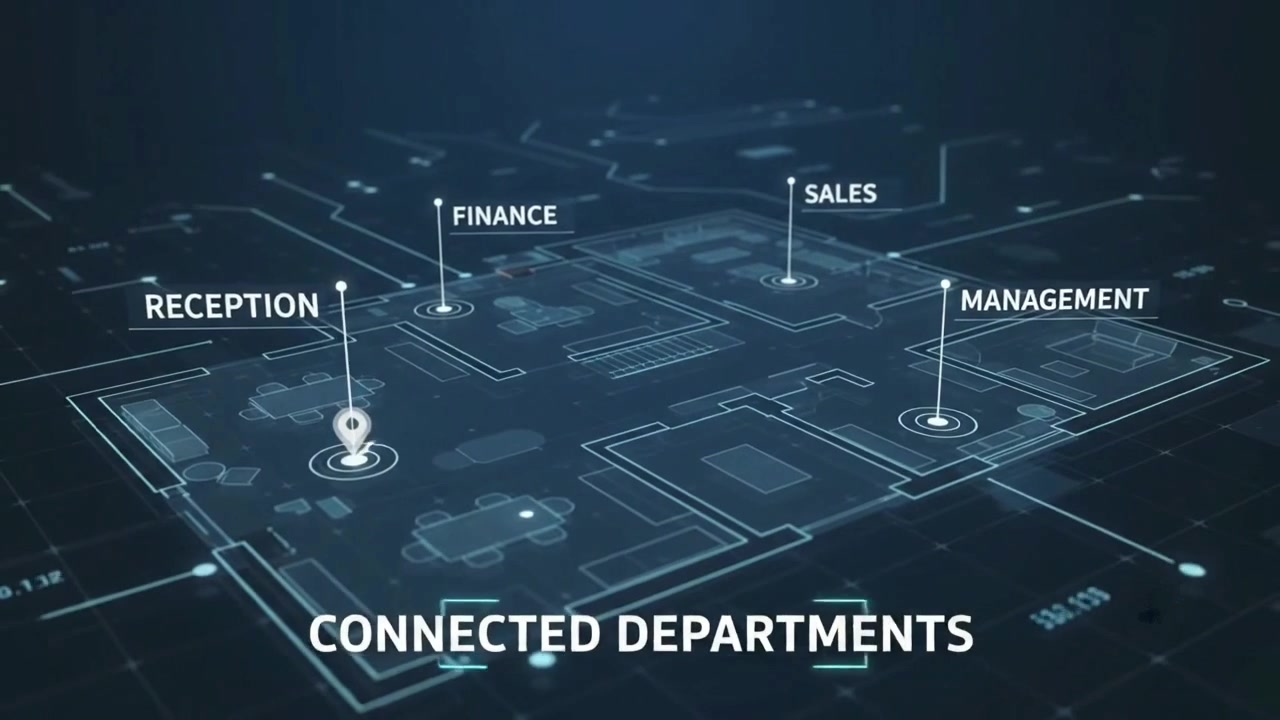 SALES
FINANCE
RECEPTION
MANAGEMENT
CONNECTED DEPARTMENTS